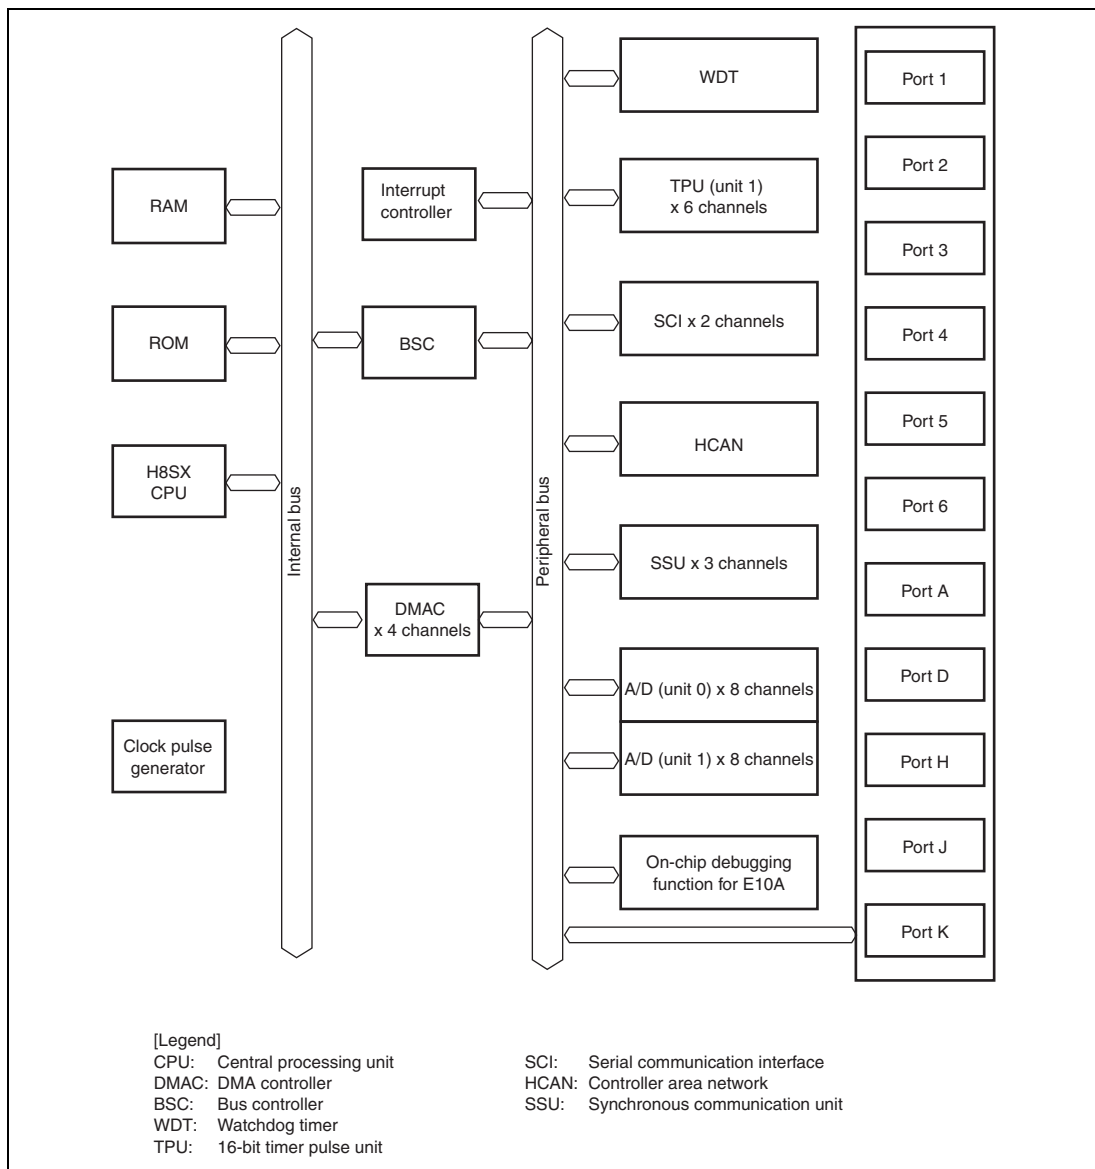 RAM
ROM
H8SX
CPU
Clock pulse
generator
Internal bus
Interrupt
controller
BSC
DMAC
x 4 channels
Peripheral bus
WDT
TPU (unit 1)
x 6 channels
SCI x 2 channels
HCAN
SSU x 3 channels
A/D (unit 0) x 8 channels
A/D (unit 1) x 8 channels
On-chip debugging
function for E10A
Port 1
Port 2
Port 3
Port 4
Port 5
Port 6
Port A
Port D
Port H
Port J
Port K
[Legend]
CPU: Central processing unit
DMAC: DMA controller
BSC: Bus controller
WDT: Watchdog timer
TPU: 16-bit timer pulse unit
SCI: Serial communication interface
HCAN: Controller area network
SSU: Synchronous communication unit